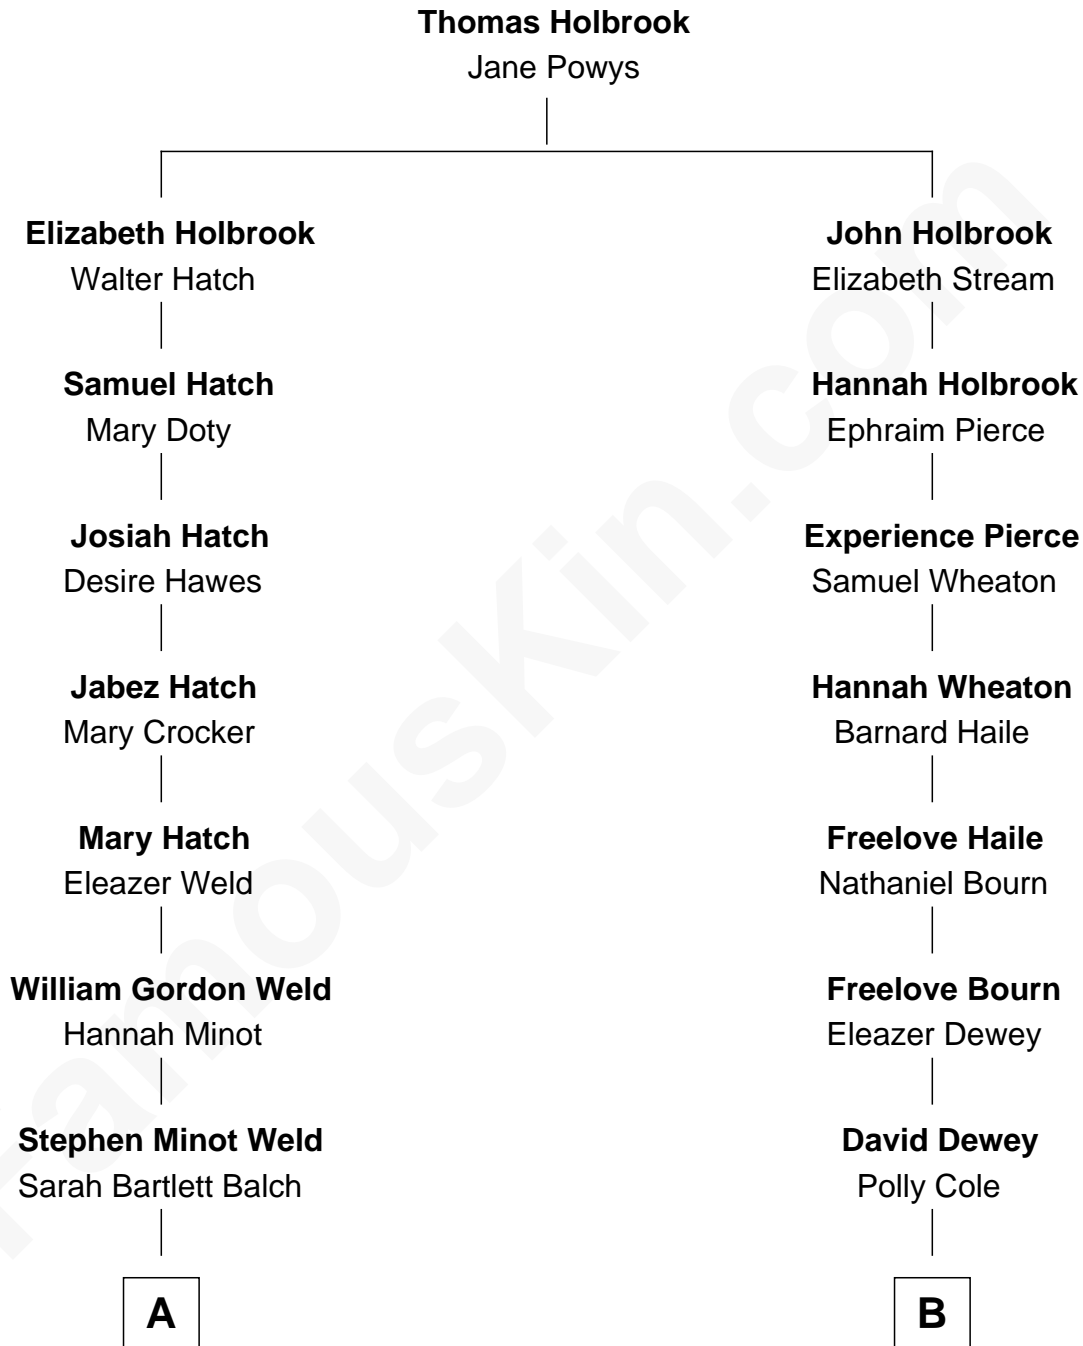 Thomas Holbrook
Jane Powys
Elizabeth Holbrook
Walter Hatch
John Holbrook
Elizabeth Stream
Samuel Hatch
Mary Doty
Hannah Holbrook
Ephraim Pierce
Josiah Hatch
Desire Hawes
Experience Pierce
Samuel Wheaton
Jabez Hatch
Mary Crocker
Hannah Wheaton
Barnard Haile
Mary Hatch
Eleazer Weld
Freelove Haile
Nathaniel Bourn
William Gordon Weld
Hannah Minot
Freelove Bourn
Eleazer Dewey
Stephen Minot Weld
Sarah Bartlett Balch
David Dewey
Polly Cole
A
B
FamousKin.com